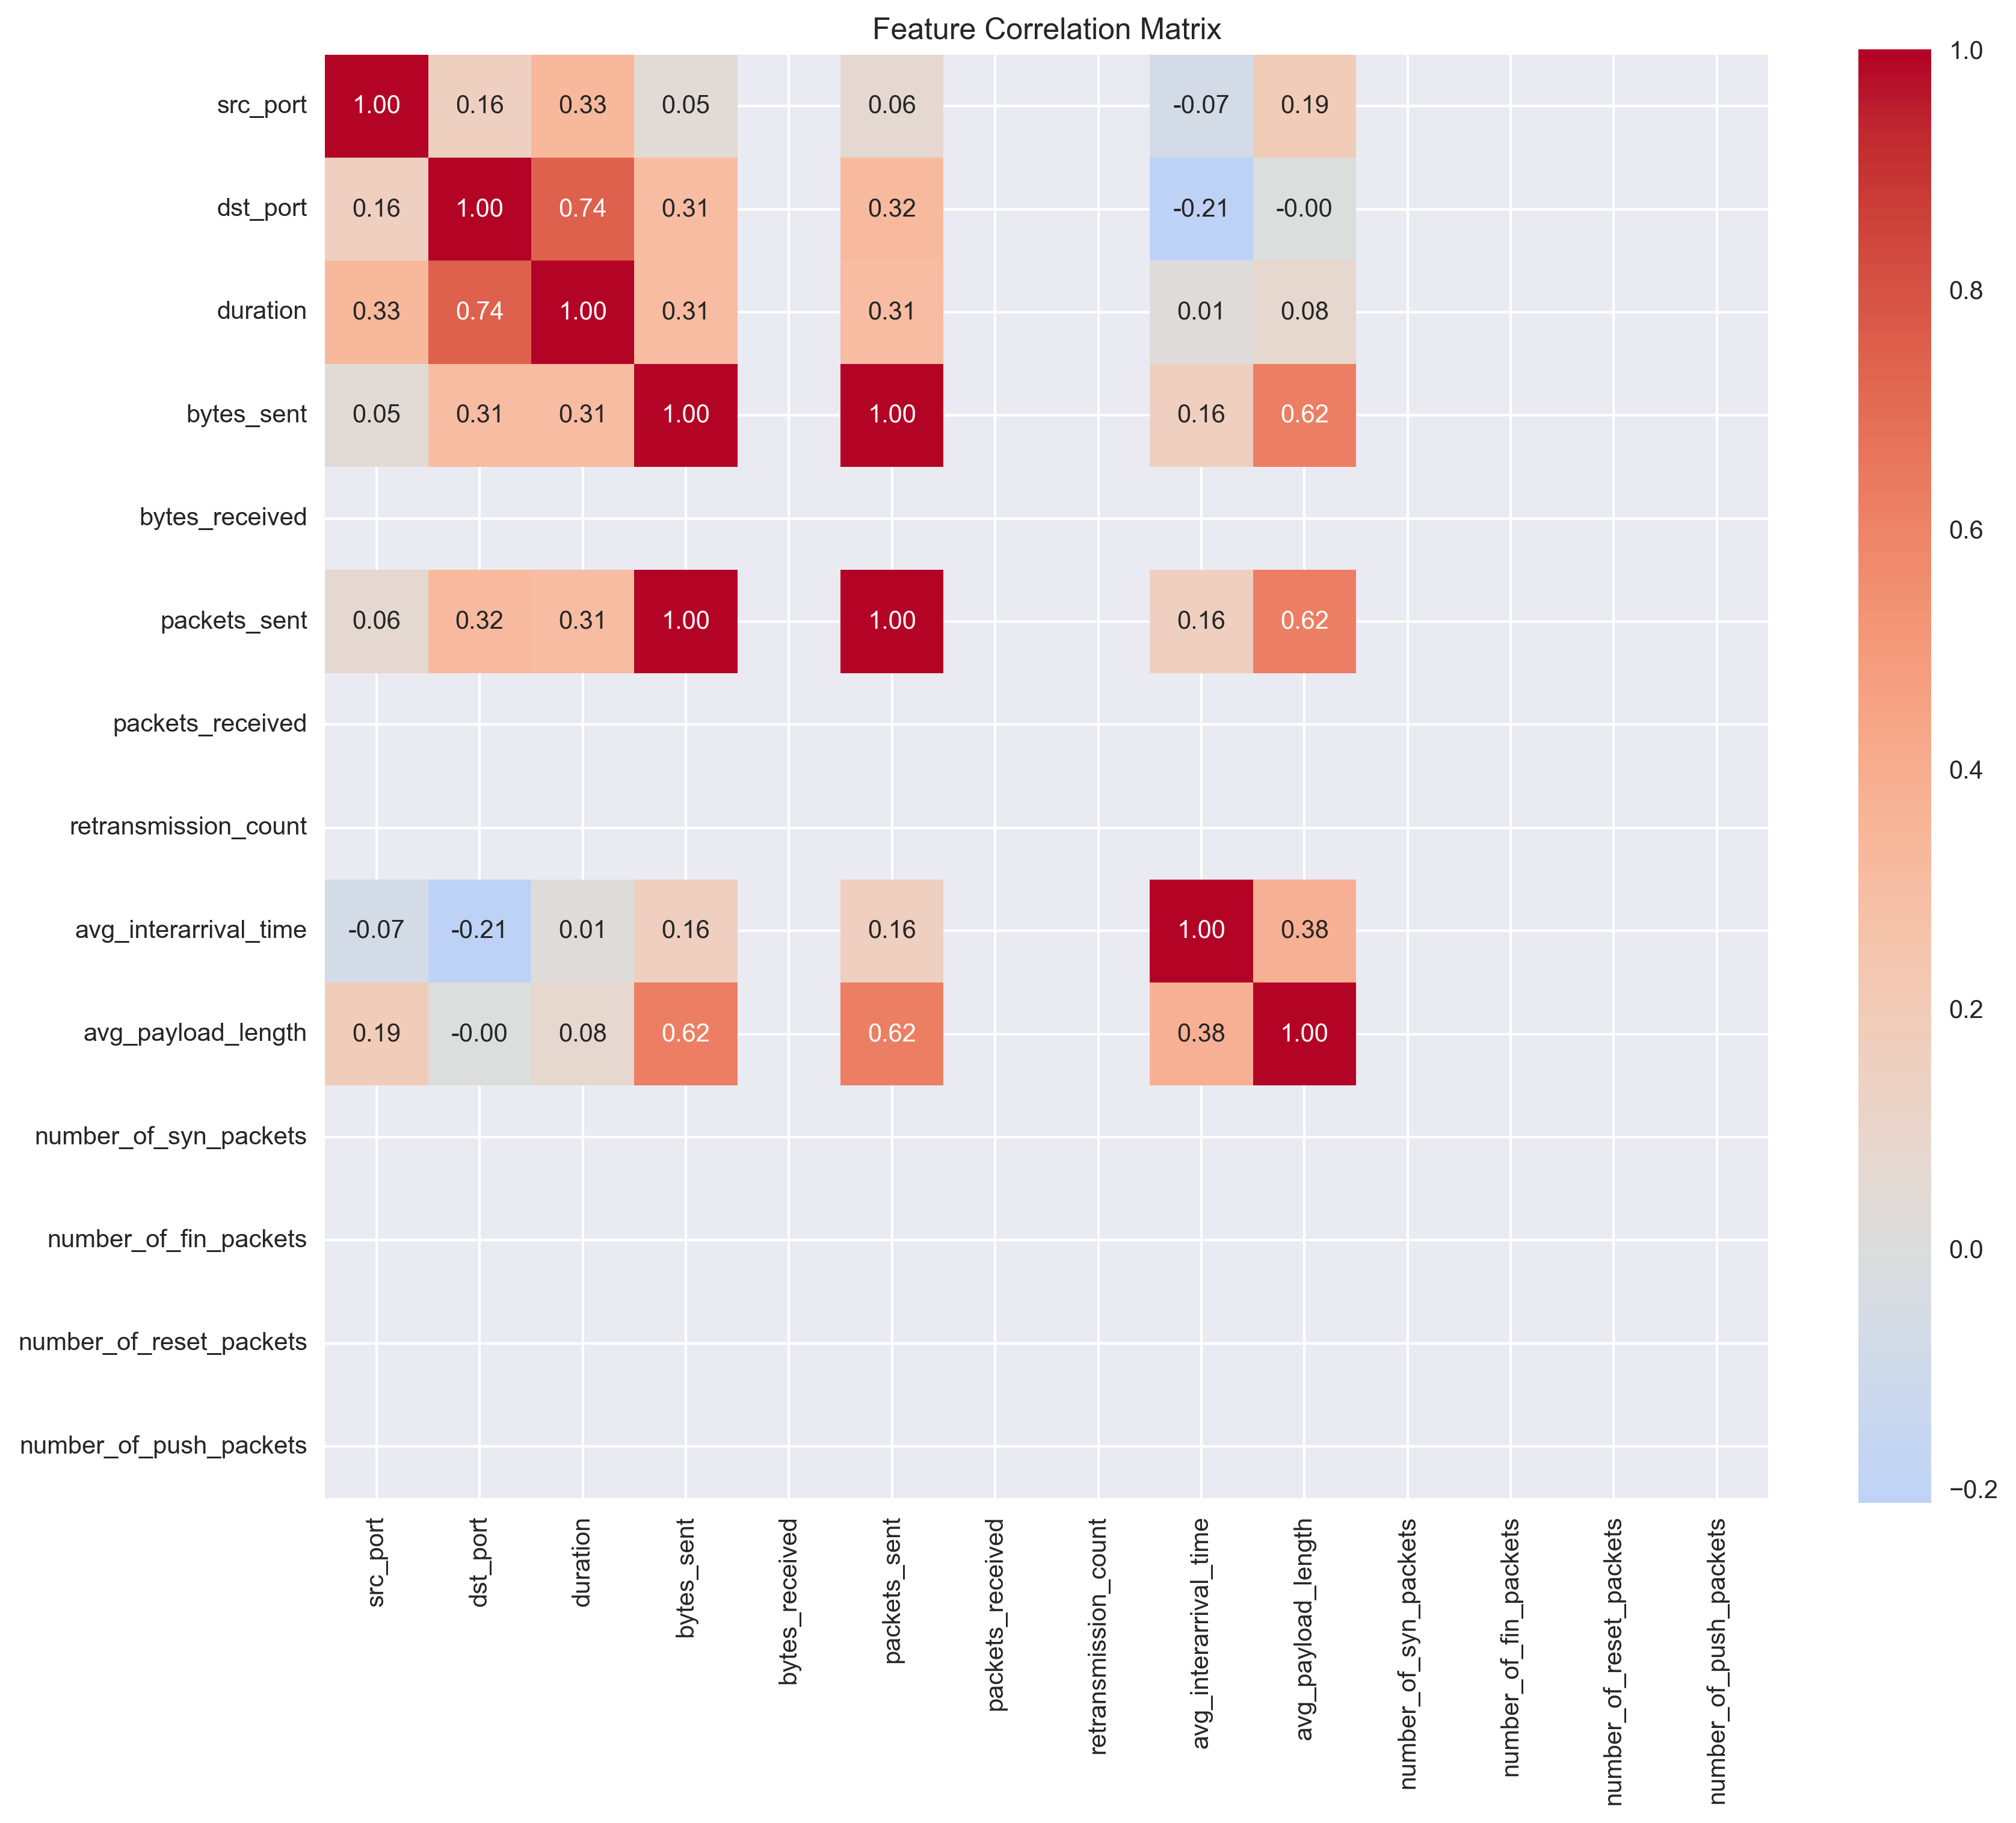 Feature Correlation Matrix
src_port 1.00 0.16 0.33 0.05 0.06 -0.07 0.19
dst_port 0.16 1.00 0.74 0.31 0.32 -0.21 -0.00
duration 0.33 0.74 1.00 0.31 0.31 0.01 0.08
bytes_sent 0.05 0.31 0.31 1.00 1.00 0.16 0.62
bytes_received
packets_sent 0.06 0.32 0.31 1.00 1.00 0.16 0.62
packets_received
retransmission_count
avg_interarrival_time -0.07 -0.21 0.01 0.16 0.16 1.00 0.38
avg_payload_length 0.19 -0.00 0.08 0.62 0.62 0.38 1.00
number_of_syn_packets
number_of_fin_packets
number_of_reset_packets
number_of_push_packets
src_port
dst_port
duration
bytes_sent
bytes_received
packets_sent
packets_received
retransmission_count
avg_interarrival_time
avg_payload_length
number_of_syn_packets
number_of_fin_packets
number_of_reset_packets
number_of_push_packets
1.0
0.8
0.6
0.4
0.2
0.0
−0.2